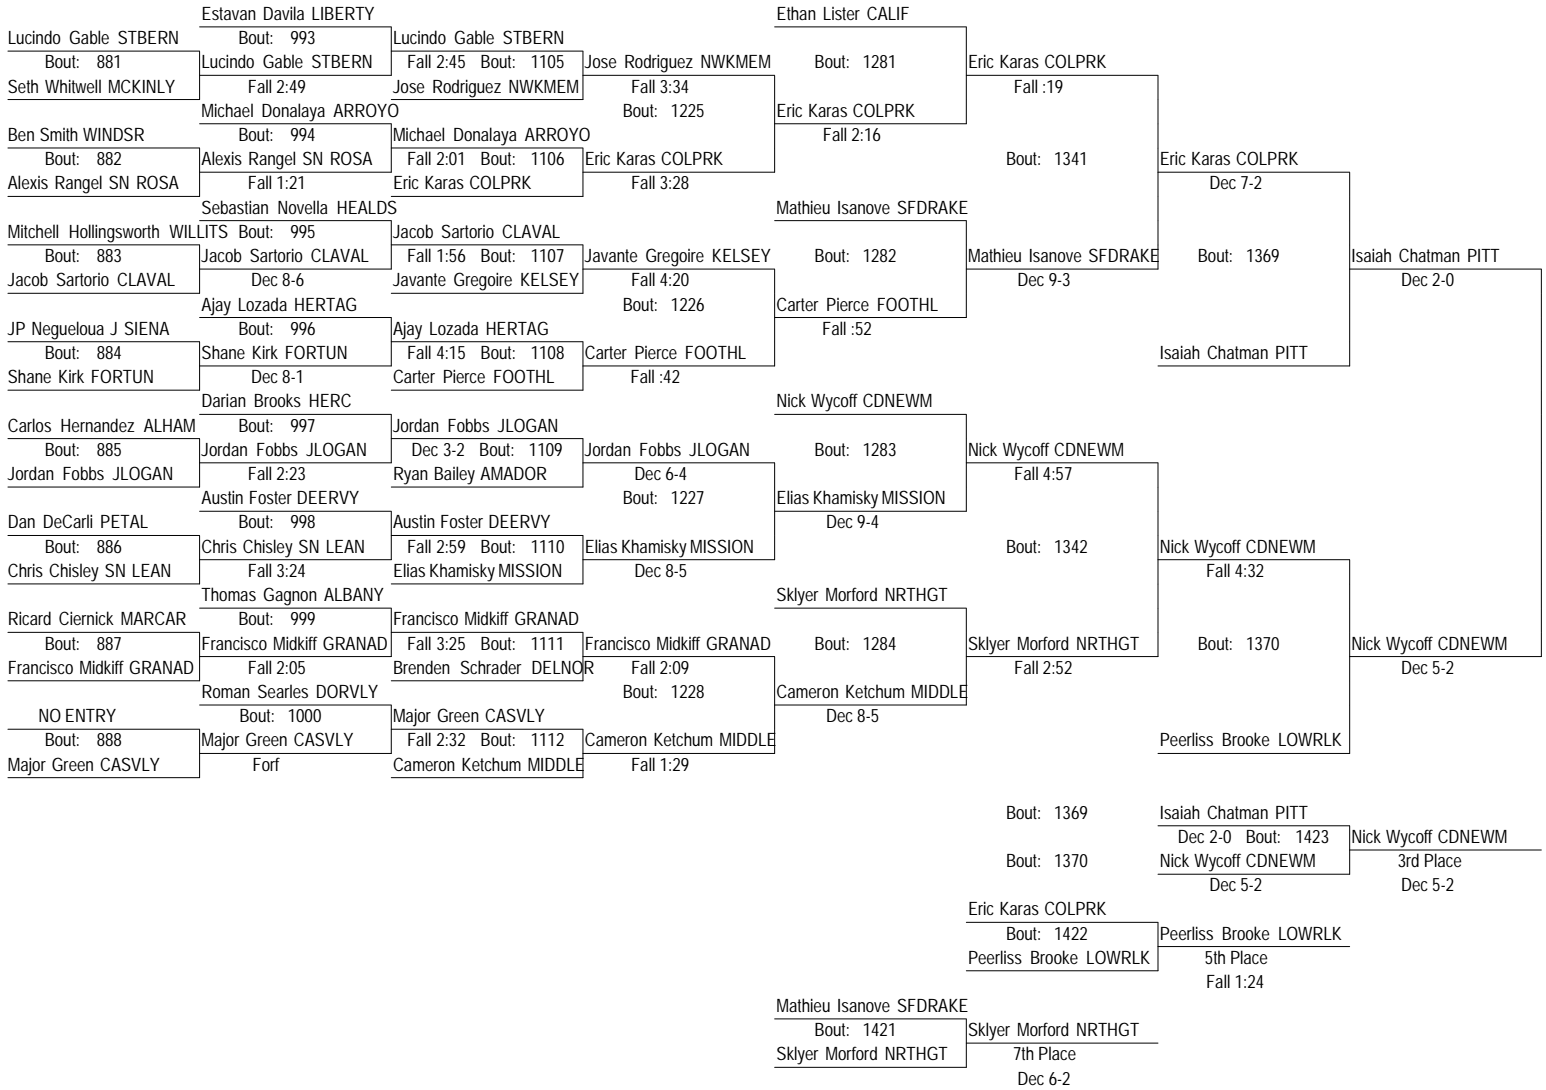 Estavan Davila LIBERTY Ethan Lister CALIF
Lucindo Gable STBERN Bout: 993 Lucindo Gable STBERN
Bout: 881 Lucindo Gable STBERN Fall 2:45 Bout: 1105 Jose Rodriguez NWKMEM Bout: 1281 Eric Karas COLPRK
Seth Whitwell MCKINLY Fall 2:49 Jose Rodriguez NWKMEM Fall 3:34 Fall :19
Michael Donalaya ARROYO Bout: 1225 Eric Karas COLPRK
Ben Smith WINDSR Bout: 994 Michael Donalaya ARROYO Fall 2:16
Bout: 882 Alexis Rangel SN ROSA Fall 2:01 Bout: 1106 Eric Karas COLPRK Bout: 1341 Eric Karas COLPRK
Alexis Rangel SN ROSA Fall 1:21 Eric Karas COLPRK Fall 3:28 Dec 7-2
Sebastian Novella HEALDS Mathieu Isanove SFDRAKE
Mitchell Hollingsworth WILLITS Bout: 995 Jacob Sartorio CLAVAL
Bout: 883 Jacob Sartorio CLAVAL Fall 1:56 Bout: 1107 Javante Gregoire KELSEY Bout: 1282 Mathieu Isanove SFDRAKE Bout: 1369 Isaiah Chatman PITT
Jacob Sartorio CLAVAL Dec 8-6 Javante Gregoire KELSEY Fall 4:20 Dec 9-3 Dec 2-0
Ajay Lozada HERTAG Bout: 1226 Carter Pierce FOOTHL
JP Negueloua J SIENA Bout: 996 Ajay Lozada HERTAG Fall :52
Bout: 884 Shane Kirk FORTUN Fall 4:15 Bout: 1108 Carter Pierce FOOTHL Isaiah Chatman PITT
Shane Kirk FORTUN Dec 8-1 Carter Pierce FOOTHL Fall :42
Darian Brooks HERC Nick Wycoff CDNEWM
Carlos Hernandez ALHAM Bout: 997 Jordan Fobbs JLOGAN
Bout: 885 Jordan Fobbs JLOGAN Dec 3-2 Bout: 1109 Jordan Fobbs JLOGAN Bout: 1283 Nick Wycoff CDNEWM
Jordan Fobbs JLOGAN Fall 2:23 Ryan Bailey AMADOR Dec 6-4 Fall 4:57
Austin Foster DEERVY Bout: 1227 Elias Khamisky MISSION
Dan DeCarli PETAL Bout: 998 Austin Foster DEERVY Dec 9-4
Bout: 886 Chris Chisley SN LEAN Fall 2:59 Bout: 1110 Elias Khamisky MISSION Bout: 1342 Nick Wycoff CDNEWM
Chris Chisley SN LEAN Fall 3:24 Elias Khamisky MISSION Dec 8-5 Fall 4:32
Thomas Gagnon ALBANY Sklyer Morford NRTHGT
Ricard Ciernick MARCAR Bout: 999 Francisco Midkiff GRANAD
Bout: 887 Francisco Midkiff GRANAD Fall 3:25 Bout: 1111 Francisco Midkiff GRANAD Bout: 1284 Sklyer Morford NRTHGT Bout: 1370 Nick Wycoff CDNEWM
Francisco Midkiff GRANAD Fall 2:05 Brenden Schrader DELNOR Fall 2:09 Fall 2:52 Dec 5-2
Roman Searles DORVLY Bout: 1228 Cameron Ketchum MIDDLE
NO ENTRY Bout: 1000 Major Green CASVLY Dec 8-5
Bout: 888 Major Green CASVLY Fall 2:32 Bout: 1112 Cameron Ketchum MIDDLE Peerliss Brooke LOWRLK
Major Green CASVLY Forf Cameron Ketchum MIDDLE Fall 1:29
Bout: 1369 Isaiah Chatman PITT
Dec 2-0 Bout: 1423 Nick Wycoff CDNEWM
Bout: 1370 Nick Wycoff CDNEWM 3rd Place
Dec 5-2 Dec 5-2
Eric Karas COLPRK
Bout: 1422 Peerliss Brooke LOWRLK
Peerliss Brooke LOWRLK 5th Place
Fall 1:24
Mathieu Isanove SFDRAKE
Bout: 1421 Sklyer Morford NRTHGT
Sklyer Morford NRTHGT 7th Place
Dec 6-2